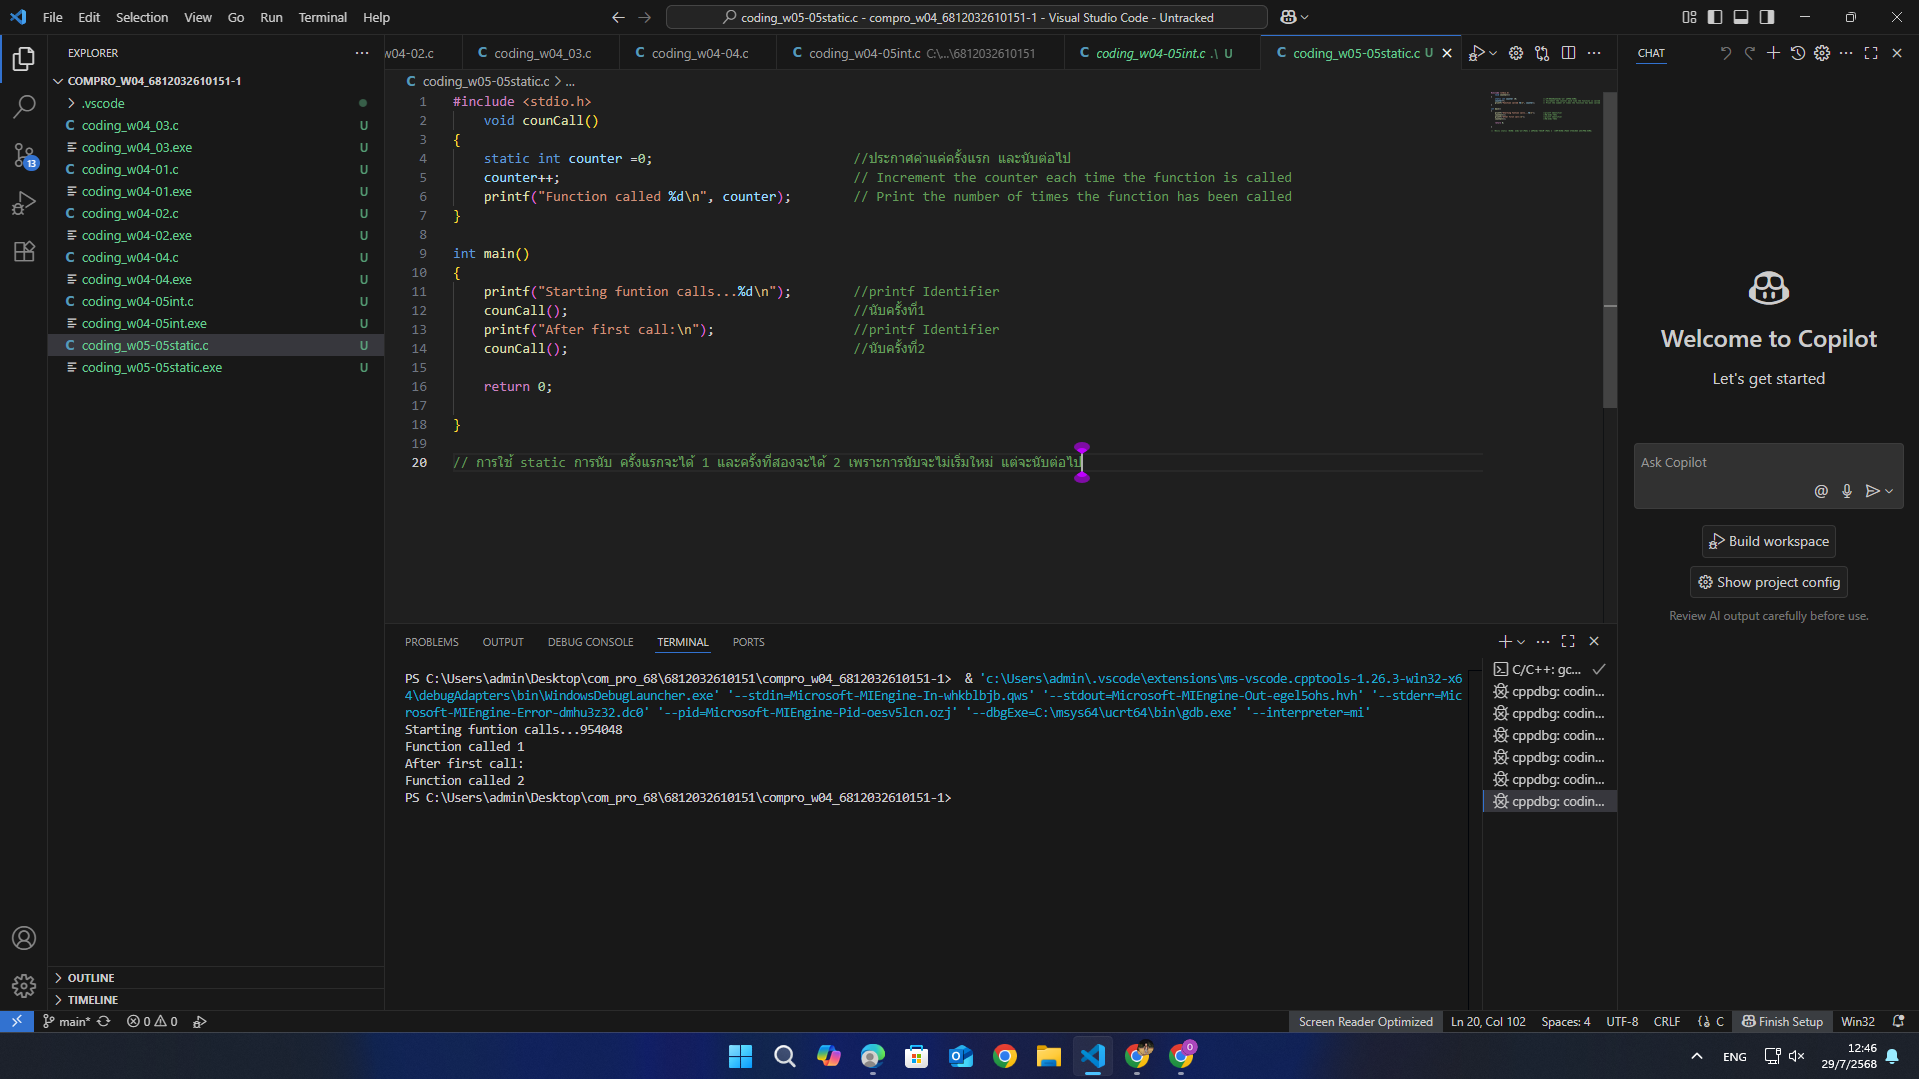 File Edit Selection View Go Run Terminal Help
coding_w05-05static.c - compro_w04_6812032610151-1 - Visual Studio Code - Untracked
EXPLORER
COMPRO_W04_6812032610151-1
.vscode
coding_w04_03.c U
coding_w04_03.exe U
coding_w04-01.c U
coding_w04-01.exe U
coding_w04-02.c U
coding_w04-02.exe U
coding_w04-04.c U
coding_w04-04.exe U
coding_w04-05int.c U
coding_w04-05int.exe U
coding_w05-05static.c U
coding_w05-05static.exe U
OUTLINE
TIMELINE
13
w04-02.c
C coding_w04_03.c
C coding_w04-04.c
C coding_w04-05int.c C:\...\6812032610151
C coding_w04-05int.c .\ U
C coding_w05-05static.c U
C coding_w05-05static.c > ...
1 #include <stdio.h>
2 void counCall()
3 {
4 static int counter =0; //ประกาศค่าแค่ครั้งแรก และนับต่อไป
5 counter++; // Increment the counter each time the function is called
6 printf("Function called %d\n", counter); // Print the number of times the function has been called
7 }
8
9 int main()
10 {
11 printf("Starting funtion calls...%d\n"); //printf Identifier
12 counCall(); //นับครั้งที่1
13 printf("After first call:\n"); //printf Identifier
14 counCall(); //นับครั้งที่2
15
16 return 0;
17
18 }
19
20 // การใช้ static การนับ ครั้งแรกจะได้ 1 และครั้งที่สองจะได้ 2 เพราะการนับจะไม่เริ่มใหม่ แต่จะนับต่อไป
PROBLEMS OUTPUT DEBUG CONSOLE TERMINAL PORTS
PS C:\Users\admin\Desktop\com_pro_68\6812032610151\compro_w04_6812032610151-1> & 'c:\Users\admin\.vscode\extensions\ms-vscode.cpptools-1.26.3-win32-x6
4\debugAdapters\bin\WindowsDebugLauncher.exe' '--stdin=Microsoft-MIEngine-In-whkblbjb.qws' '--stdout=Microsoft-MIEngine-Out-egel5ohs.hvh' '--stderr=Mic
rosoft-MIEngine-Error-dmhu3z32.dc0' '--pid=Microsoft-MIEngine-Pid-oesv5lcn.ozj' '--dbgExe=C:\msys64\ucrt64\bin\gdb.exe' '--interpreter=mi'
Starting funtion calls...954048
Function called 1
After first call:
Function called 2
PS C:\Users\admin\Desktop\com_pro_68\6812032610151\compro_w04_6812032610151-1>
C/C++: gc...
cppdbg: codin...
cppdbg: codin...
cppdbg: codin...
cppdbg: codin...
cppdbg: codin...
cppdbg: codin...
CHAT
Welcome to Copilot
Let's get started
Ask Copilot
Build workspace
Show project config
Review AI output carefully before use.
main* 0 0
Screen Reader Optimized Ln 20, Col 102 Spaces: 4 UTF-8 CRLF C Finish Setup Win32
0
ENG
12:46
29/7/2568